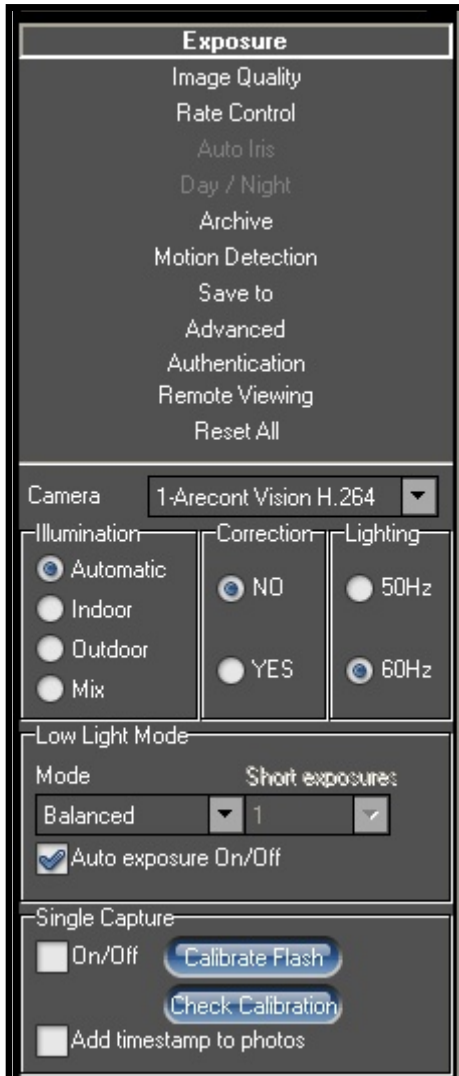 Exposure
Image Quality
Rate Control
Auto Iris
Day / Night
Archive
Motion Detection
Save to
Advanced
Authentication
Remote Viewing
Reset All
Camera 1-Arecont Vision H.264
Illumination Correction Lighting
Automatic
Indoor
Outdoor
Mix
NO
YES
50Hz
60Hz
Low Light Mode
Mode Short exposures
Balanced 1
Auto exposure On/Off
Single Capture
On/Off Calibrate Flash
Check Calibration
Add timestamp to photos